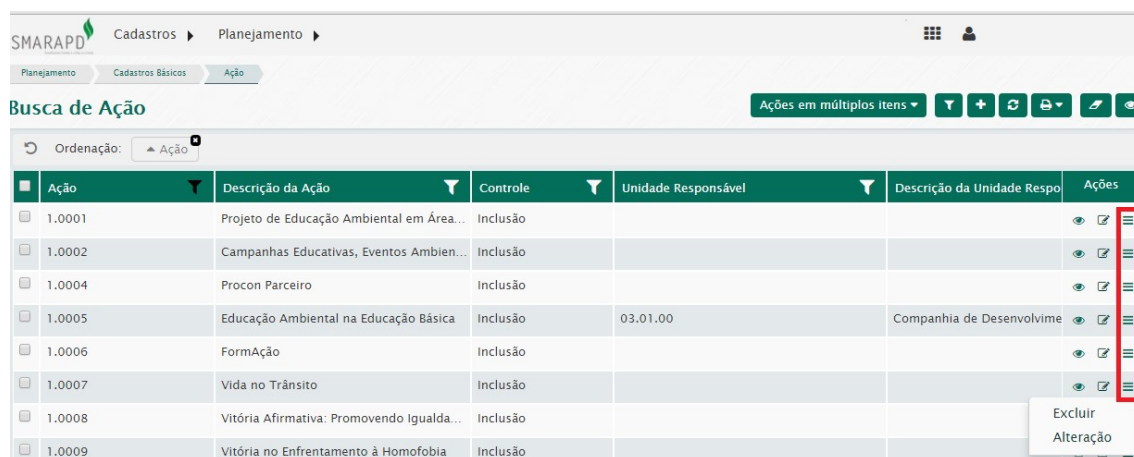 SMARAPD Cadastros Planejamento
Planejamento Cadastros Básicos Ação
Busca de Ação Ações em múltiplos itens
Ordenação: Ação
Ação Descrição da Ação Controle Unidade Responsável Descrição da Unidade Respo Ações
1.0001 Projeto de Educação Ambiental em Área... Inclusão
1.0002 Campanhas Educativas, Eventos Ambien... Inclusão
1.0004 Procon Parceiro Inclusão
1.0005 Educação Ambiental na Educação Básica Inclusão 03.01.00 Companhia de Desenvolvime
1.0006 FormAção Inclusão
1.0007 Vida no Trânsito Inclusão
1.0008 Vitória Afirmativa: Promovendo Igualda... Inclusão
Excluir
Alteração
1.0009 Vitória no Enfrentamento à Homofobia Inclusão